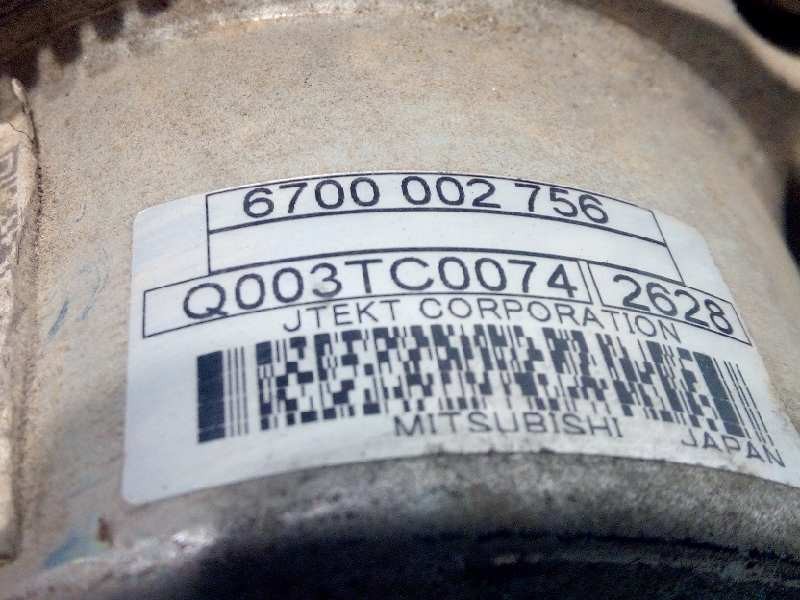 6700 002 756
Q003TC0074 2628
JTEKT CORPORATION
MITSUBISHI
JAPAN